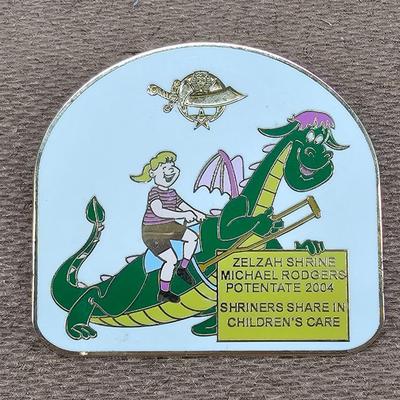 ZELZAH SHRINE
MICHAEL RODGERS
POTENTATE 2004
SHRINERS SHARE IN
CHILDREN'S CARE